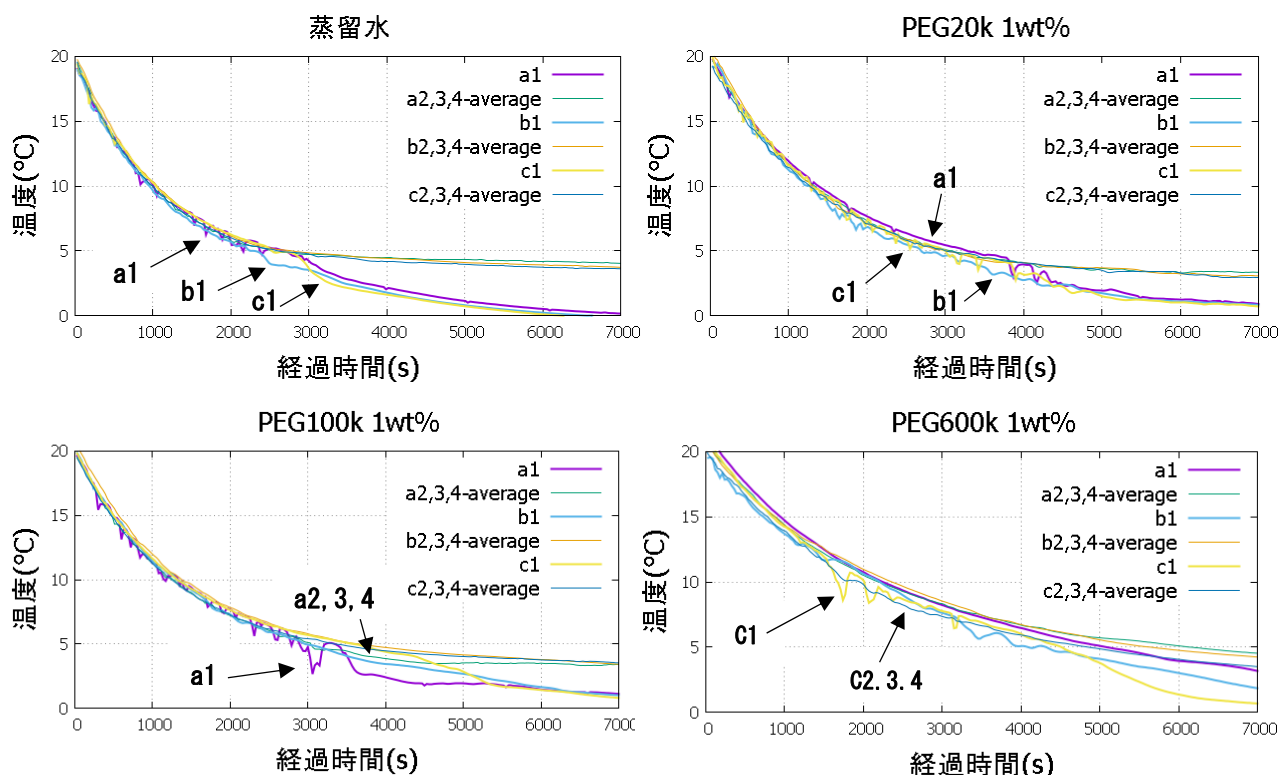 蒸留水
20
15
10
5
0
温度(°C)
a1
a2,3,4-average
b1
b2,3,4-average
c1
c2,3,4-average
a1
b1
c1
0 1000 2000 3000 4000 5000 6000 7000
経過時間(s)
PEG20k 1wt%
20
15
10
5
0
温度(°C)
a1
a2,3,4-average
b1
b2,3,4-average
c1
c2,3,4-average
a1
c1
b1
0 1000 2000 3000 4000 5000 6000 7000
経過時間(s)
PEG100k 1wt%
20
15
10
5
0
温度(°C)
a1
a2,3,4-average
b1
b2,3,4-average
c1
c2,3,4-average
a2,3,4
a1
0 1000 2000 3000 4000 5000 6000 7000
経過時間(s)
PEG600k 1wt%
20
15
10
5
0
温度(°C)
a1
a2,3,4-average
b1
b2,3,4-average
c1
c2,3,4-average
C1
C2.3.4
0 1000 2000 3000 4000 5000 6000 7000
経過時間(s)